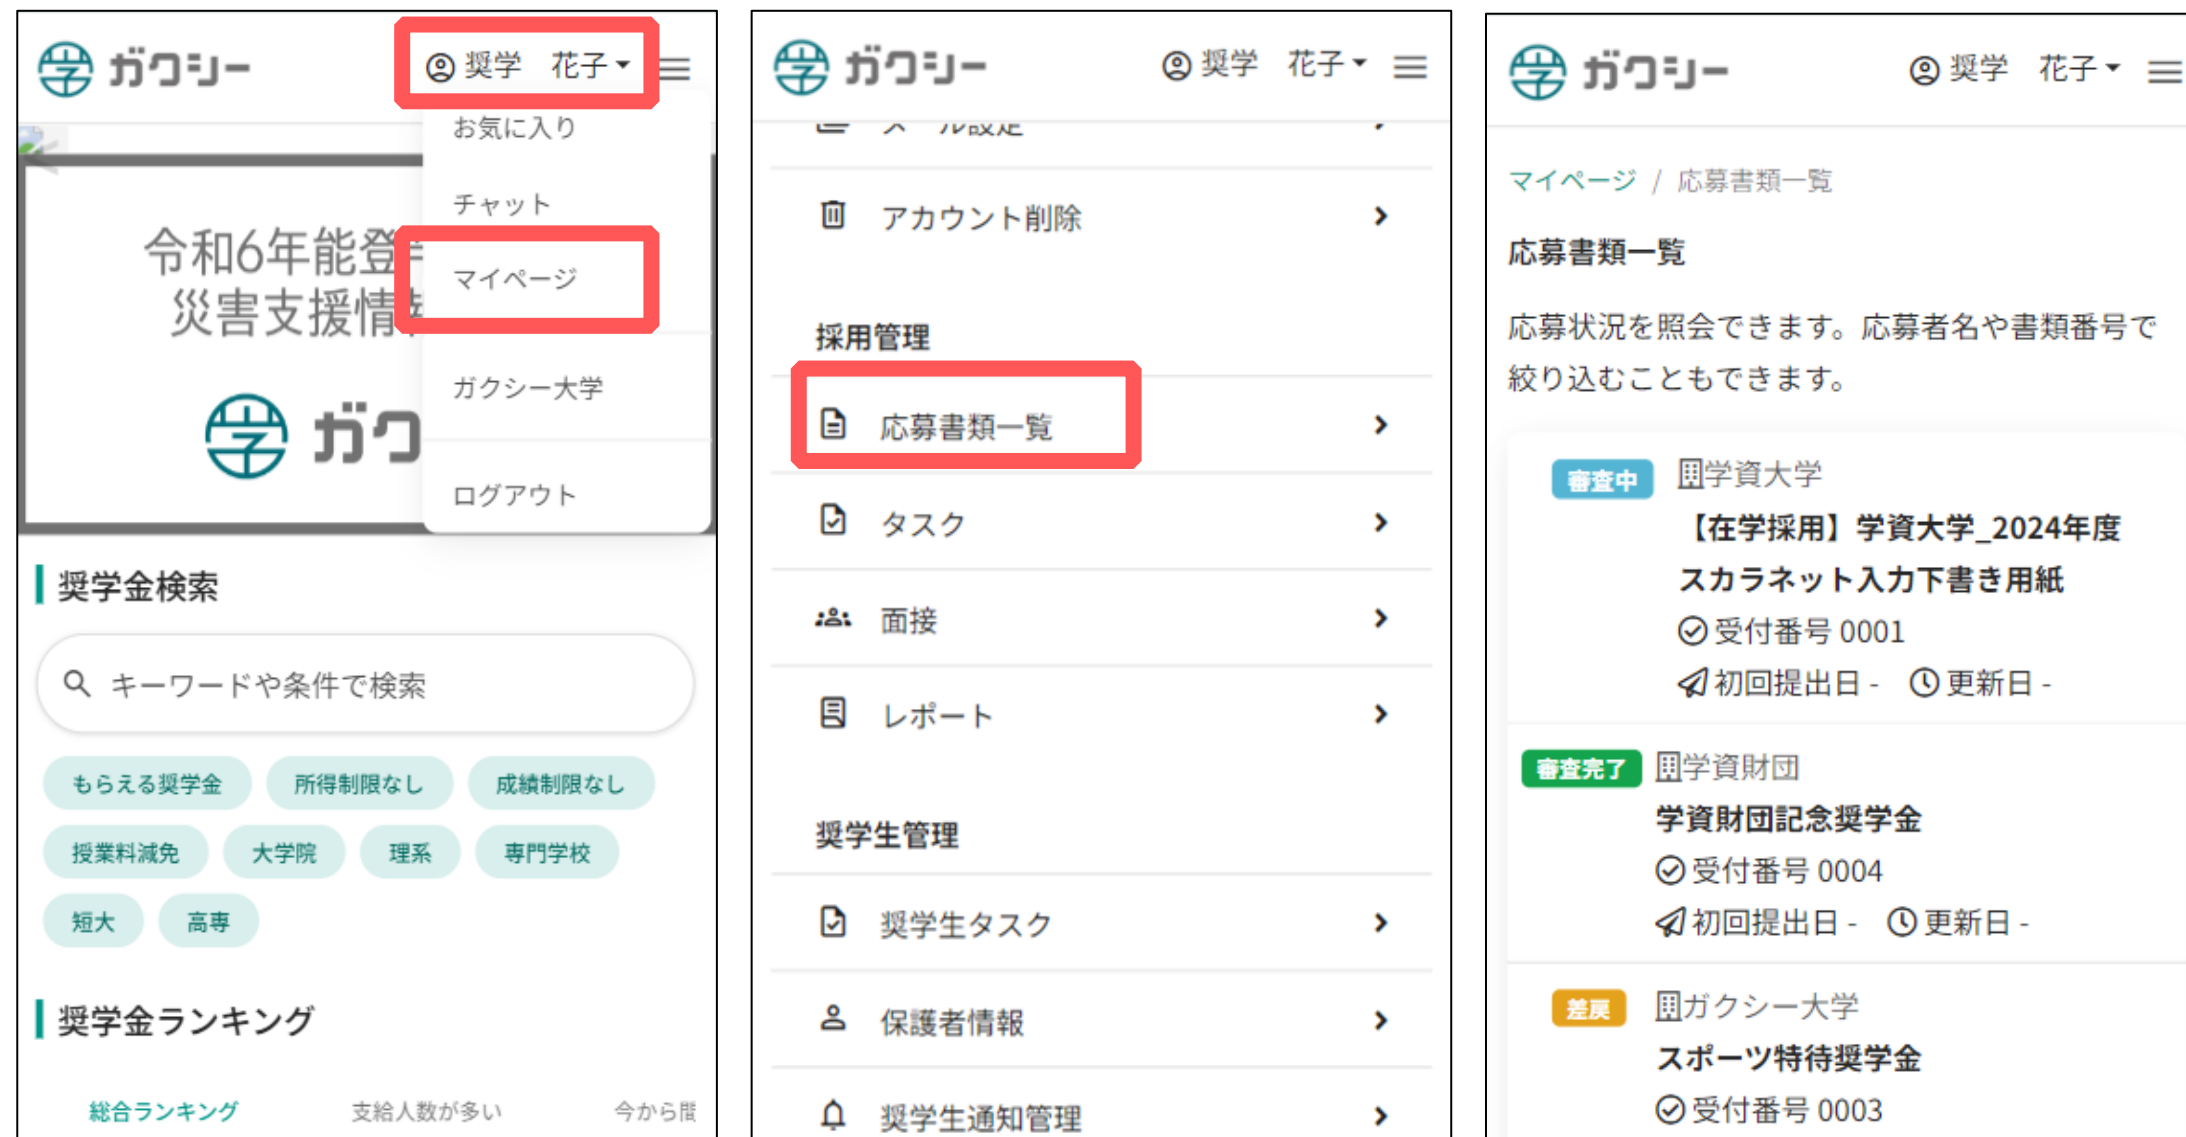 ガクシー
奨学 花子
お気に入り
チャット
マイページ
ガクシー大学
ログアウト
令和6年能登
災害支援情
ガク
奨学金検索
キーワードや条件で検索
もらえる奨学金 所得制限なし 成績制限なし
授業料減免 大学院 理系 専門学校
短大 高専
奨学金ランキング
総合ランキング 支給人数が多い 今から
ガクシー
奨学 花子
メール設定
アカウント削除
採用管理
応募書類一覧
タスク
面接
レポート
奨学生管理
奨学生タスク
保護者情報
奨学生通知管理
ガクシー
奨学 花子
マイページ / 応募書類一覧
応募書類一覧
応募状況を照会できます。応募者名や書類番号で
絞り込むこともできます。
審査中 学資大学
【在学採用】学資大学_2024年度
スカラネット入力下書き用紙
受付番号 0001
初回提出日 - 更新日 -
審査完了 学資財団
学資財団記念奨学金
受付番号 0004
初回提出日 - 更新日 -
差戻 ガクシー大学
スポーツ特待奨学金
受付番号 0003